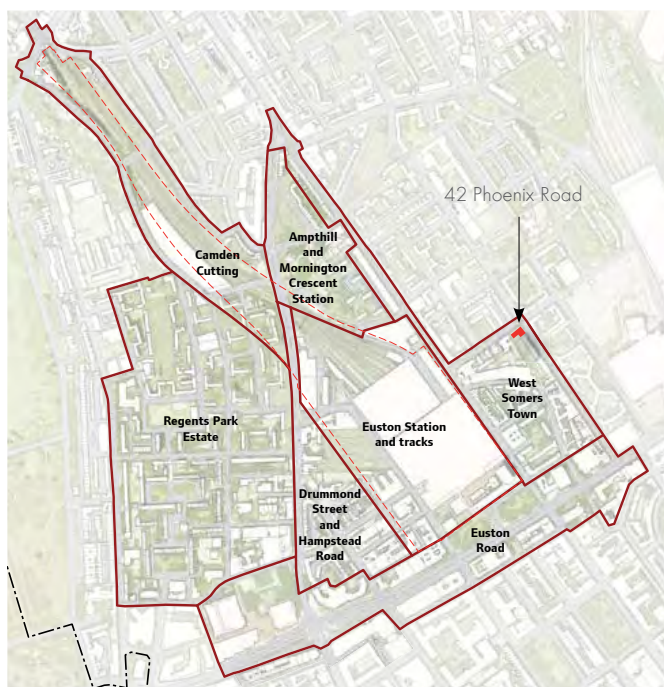 42 Phoenix Road
Ampthill
and
Mornington
Crescent
Station
Camden
Cutting
West
Somers
Town
Regents Park
Estate
Euston Station
and tracks
Drummond
Street
and
Hampstead
Road
Euston
Road